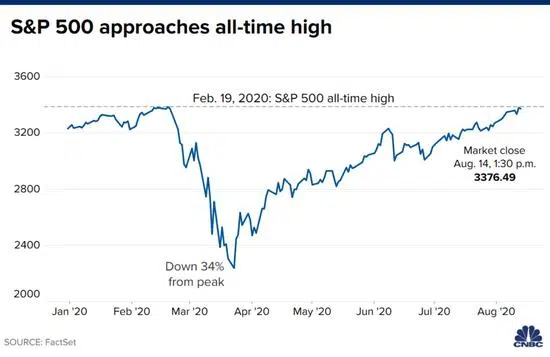 S&P 500 approaches all-time high
3600
Feb. 19, 2020: S&P 500 all-time high
3200
Market close
Aug. 14, 1:30 p.m.
3376.49
2800
2400
Down 34%
from peak
2000
Jan '20 Feb '20 Mar '20 Apr '20 May '20 Jun '20 Jul '20 Aug '20
SOURCE: FactSet
CNBC